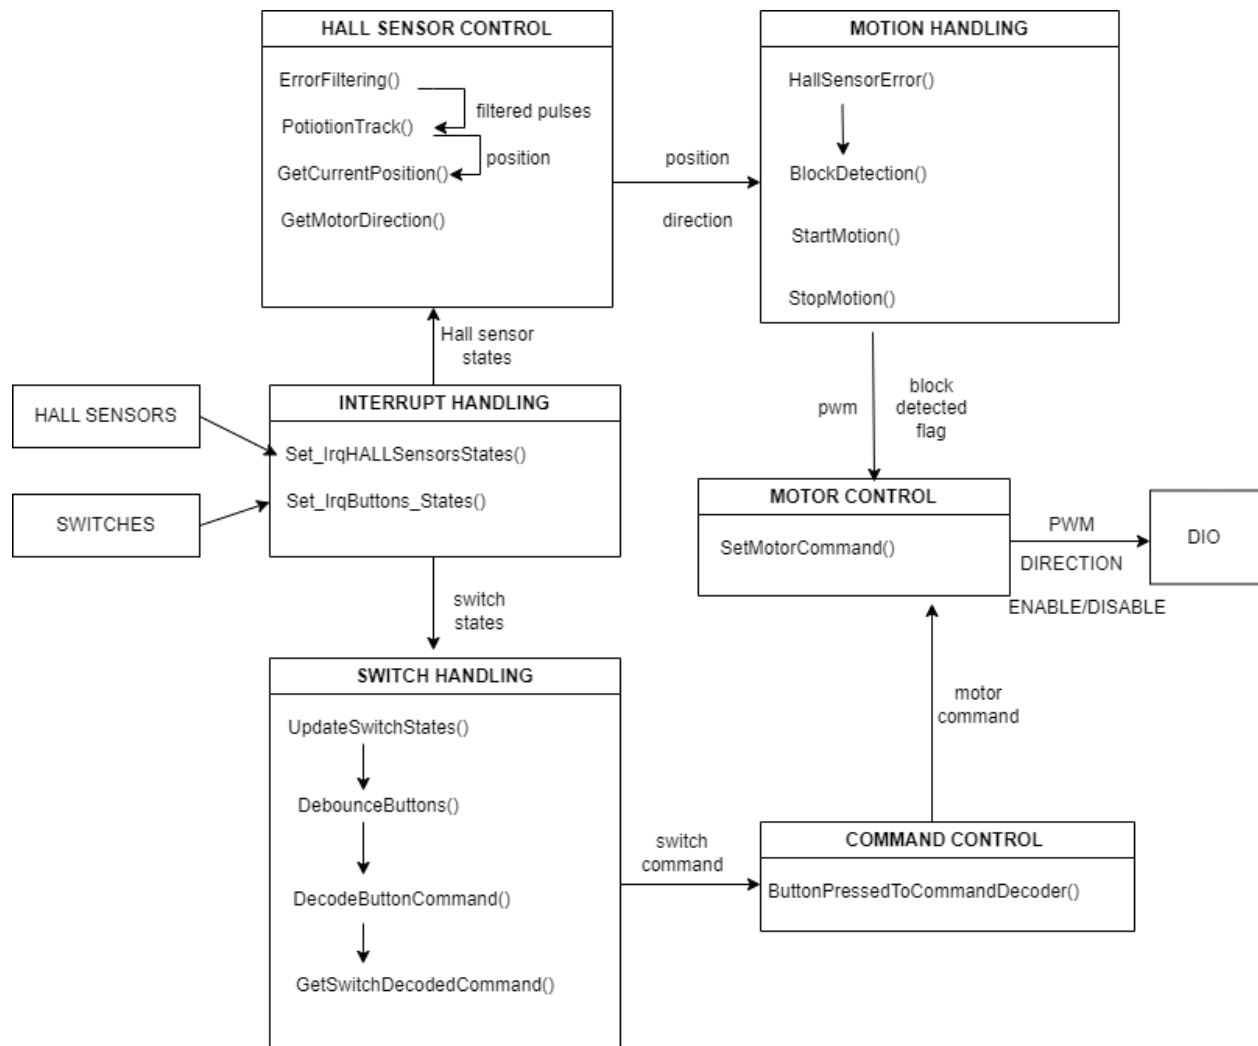 HALL SENSOR CONTROL
ErrorFiltering()
filtered pulses
PotiotionTrack()
position
GetCurrentPosition()
GetMotorDirection()
MOTION HANDLING
HallSensorError()
BlockDetection()
StartMotion()
StopMotion()
position
direction
Hall sensor
states
HALL SENSORS
SWITCHES
INTERRUPT HANDLING
Set_IrqHALLSensorsStates()
Set_IrqButtons_States()
pwm
block
detected
flag
MOTOR CONTROL
SetMotorCommand()
PWM
DIRECTION
ENABLE/DISABLE
DIO
switch
states
SWITCH HANDLING
UpdateSwitchStates()
DebounceButtons()
DecodeButtonCommand()
GetSwitchDecodedCommand()
switch
command
motor
command
COMMAND CONTROL
ButtonPressedToCommandDecoder()